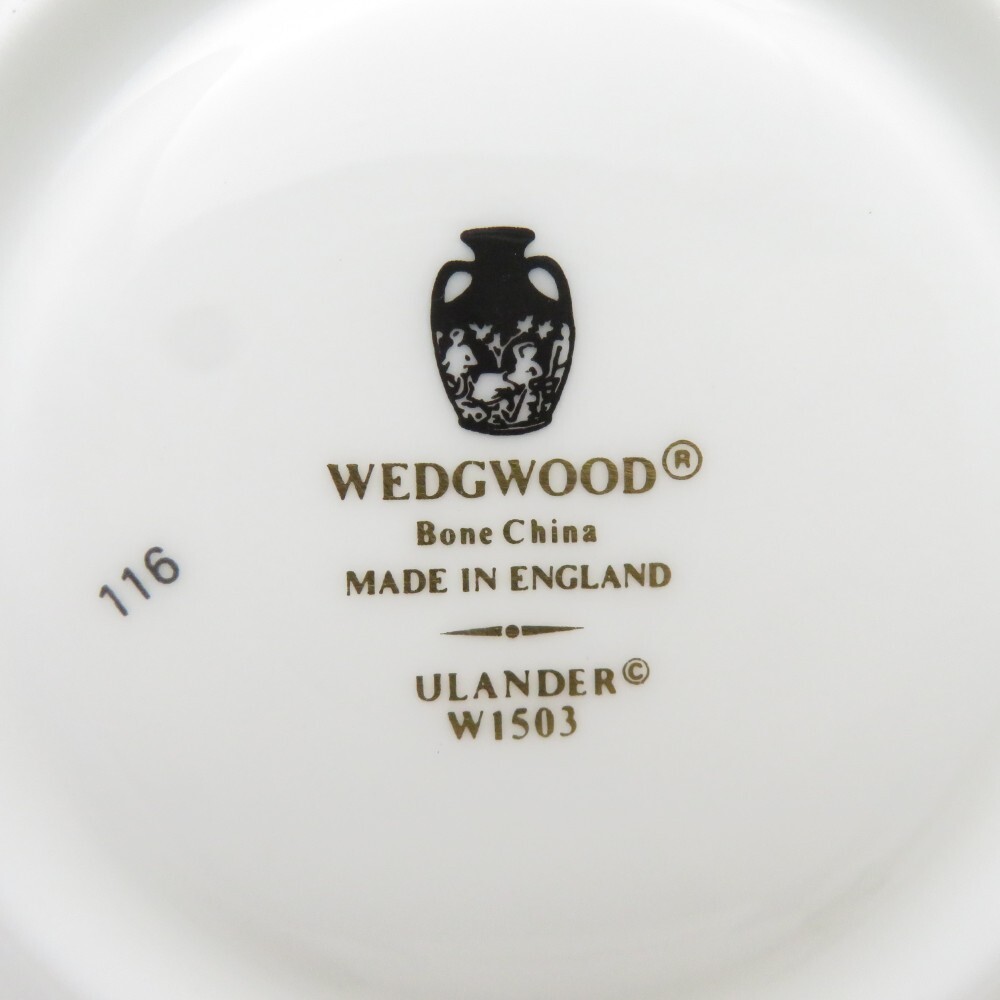 WEDGWOOD®
Bone China
MADE IN ENGLAND
ULANDER©
W1503
116